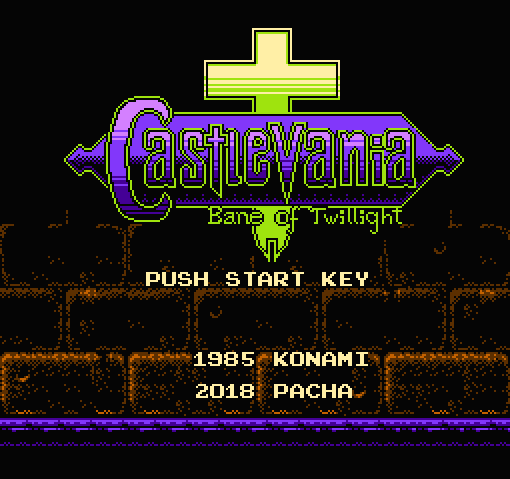 Castlevania
Bane of Twillight
PUSH START KEY
1985 KONAMI
2018 PACHA